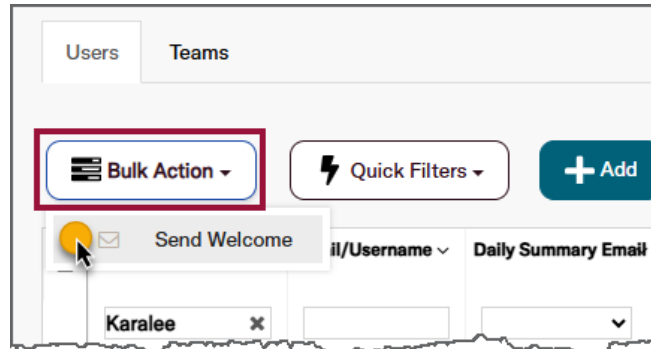 Users Teams
Bulk Action Quick Filters Add
Send Welcome
il/Username Daily Summary Email
Karalee